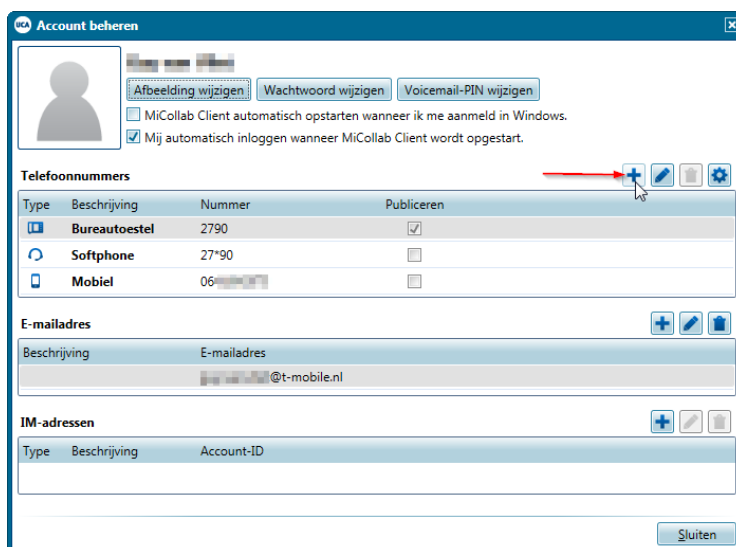 UCA Account beheren
Afbeelding wijzigen Wachtwoord wijzigen Voicemail-PIN wijzigen
MiCollab Client automatisch opstarten wanneer ik me aanmeld in Windows.
Mij automatisch inloggen wanneer MiCollab Client wordt opgestart.
Telefoonnummers
Type Beschrijving Nummer Publiceren
Bureautoestel 2790
Softphone 27*90
Mobiel 06
E-mailadres
Beschrijving E-mailadres
@t-mobile.nl
IM-adressen
Type Beschrijving Account-ID
Sluiten